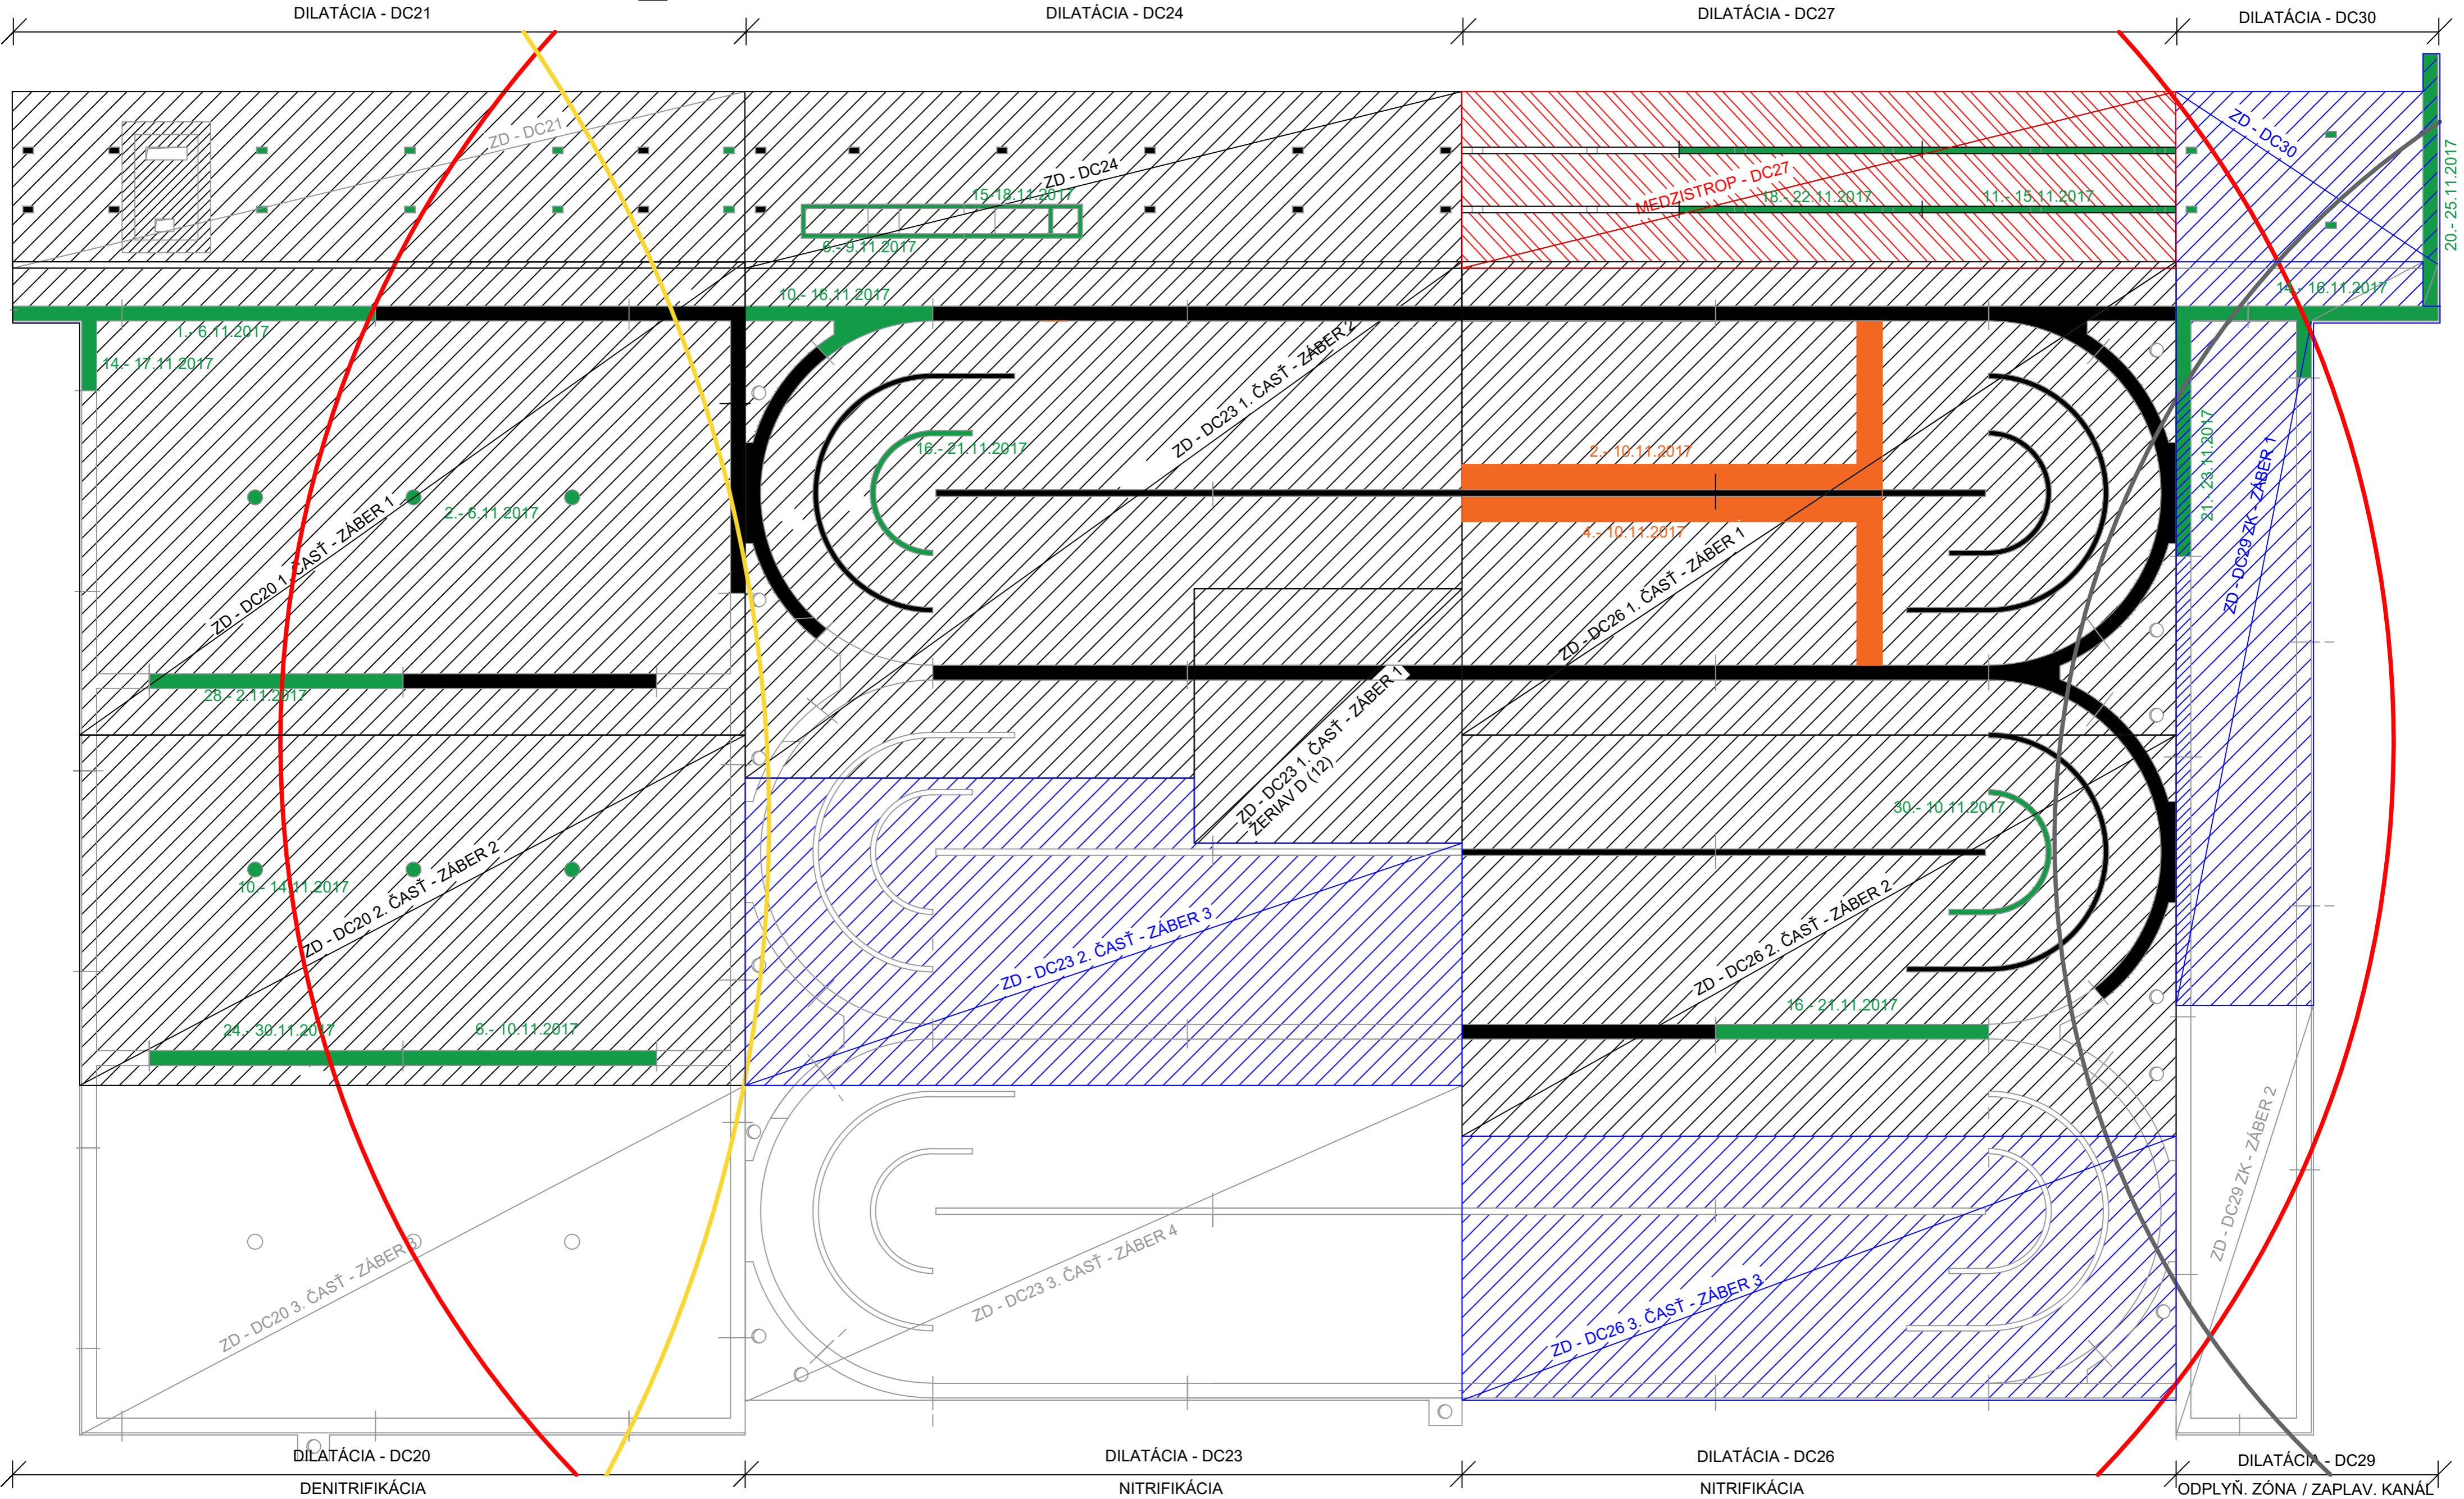 DILATÁCIA - DC21
DILATÁCIA - DC24
DILATÁCIA - DC27
DILATÁCIA - DC30
ZD - DC21
ZD - DC24
15-18.11.2017
6.- 9.11.2017
MEDZISTROP - DC27
18.- 22.11.2017
11.- 15.11.2017
ZD - DC30
20.- 25.11.2017
1.- 6.11.2017
14.- 17.11.2017
10.- 16.11.2017
14.- 16.11.2017
ZD - DC23 1. ČASŤ - ZÁBER 2
16.- 21.11.2017
2.- 10.11.2017
4.- 10.11.2017
21.- 23.11.2017
ZD - DC29 ZK - ZÁBER 1
2.- 6.11.2017
ZD - DC20 1. ČASŤ - ZÁBER 1
ZD - DC26 1. ČASŤ - ZÁBER 1
28.- 2.11.2017
ZD - DC23 1. ČASŤ - ZÁBER 1
ŽERIAV D (12)
30.- 10.11.2017
10.- 14.11.2017
ZD - DC20 2. ČASŤ - ZÁBER 2
ZD - DC23 2. ČASŤ - ZÁBER 3
ZD - DC26 2. ČASŤ - ZÁBER 2
16.- 21.11.2017
24.- 30.11.2017
6.- 10.11.2017
ZD - DC20 3. ČASŤ - ZÁBER 3
ZD - DC23 3. ČASŤ - ZÁBER 4
ZD - DC26 3. ČASŤ - ZÁBER 3
ZD - DC29 ZK - ZÁBER 2
DILATÁCIA - DC20
DILATÁCIA - DC23
DILATÁCIA - DC26
DILATÁCIA - DC29
DENITRIFIKÁCIA
NITRIFIKÁCIA
NITRIFIKÁCIA
ODPLYŇ. ZÓNA / ZAPLAV. KANÁL